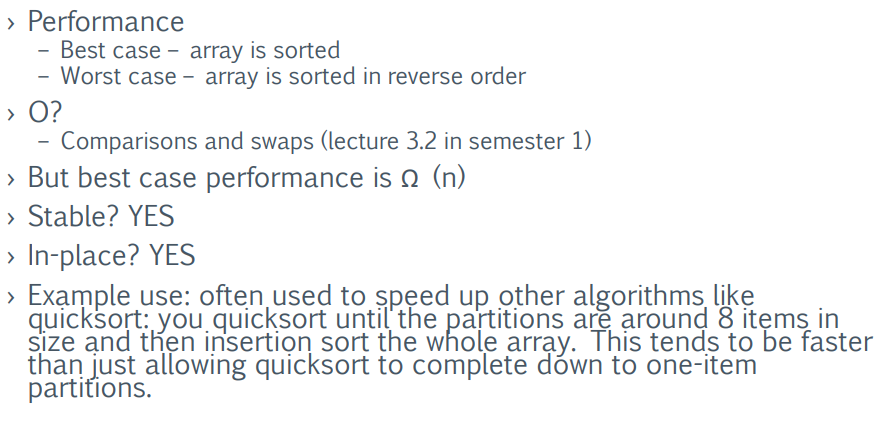 › Performance
– Best case – array is sorted
– Worst case – array is sorted in reverse order
› O?
– Comparisons and swaps (lecture 3.2 in semester 1)
› But best case performance is Ω (n)
› Stable? YES
› In-place? YES
› Example use: often used to speed up other algorithms like
quicksort: you quicksort until the partitions are around 8 items in
size and then insertion sort the whole array. This tends to be faster
than just allowing quicksort to complete down to one-item
partitions.